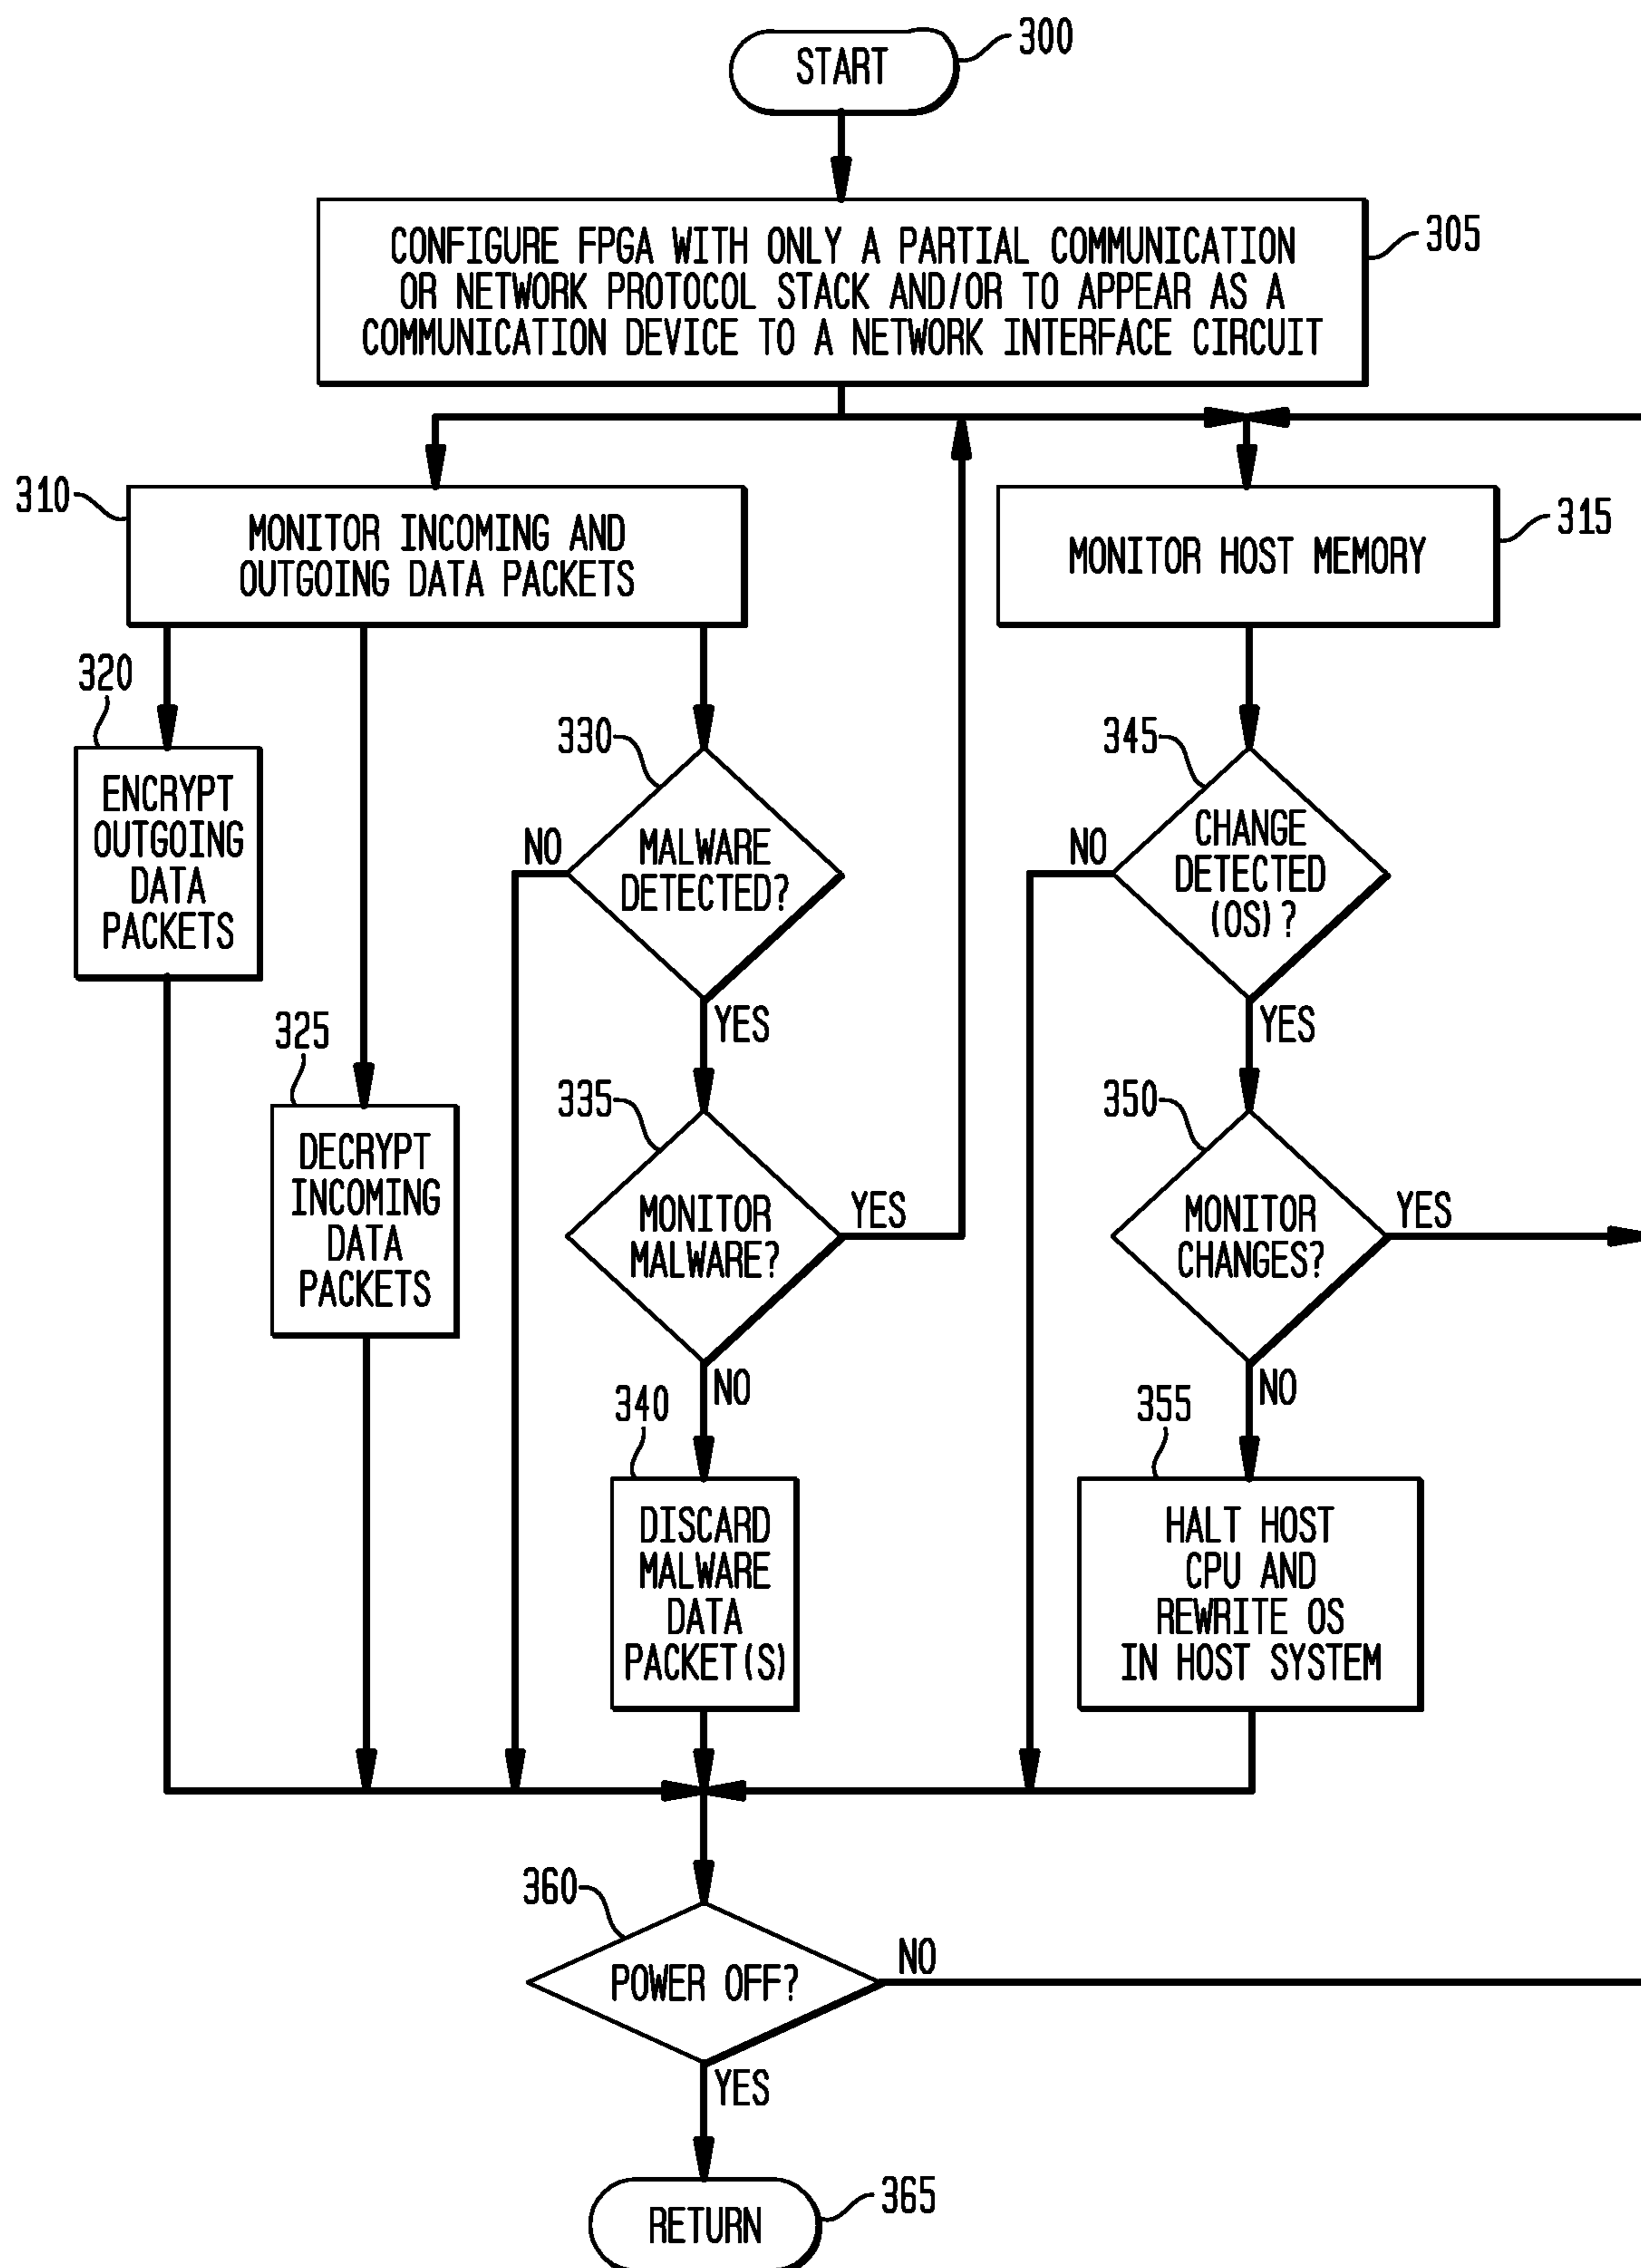 START
300
CONFIGURE FPGA WITH ONLY A PARTIAL COMMUNICATION
OR NETWORK PROTOCOL STACK AND/OR TO APPEAR AS A
COMMUNICATION DEVICE TO A NETWORK INTERFACE CIRCUIT
305
310
MONITOR INCOMING AND
OUTGOING DATA PACKETS
MONITOR HOST MEMORY
315
320
ENCRYPT
OUTGOING
DATA
PACKETS
325
DECRYPT
INCOMING
DATA
PACKETS
330
MALWARE
DETECTED?
NO
YES
335
MONITOR
MALWARE?
YES
NO
340
DISCARD
MALWARE
DATA
PACKET(S)
345
CHANGE
DETECTED
(OS)?
NO
YES
350
MONITOR
CHANGES?
YES
NO
355
HALT HOST
CPU AND
REWRITE OS
IN HOST SYSTEM
360
POWER OFF?
NO
YES
RETURN
365